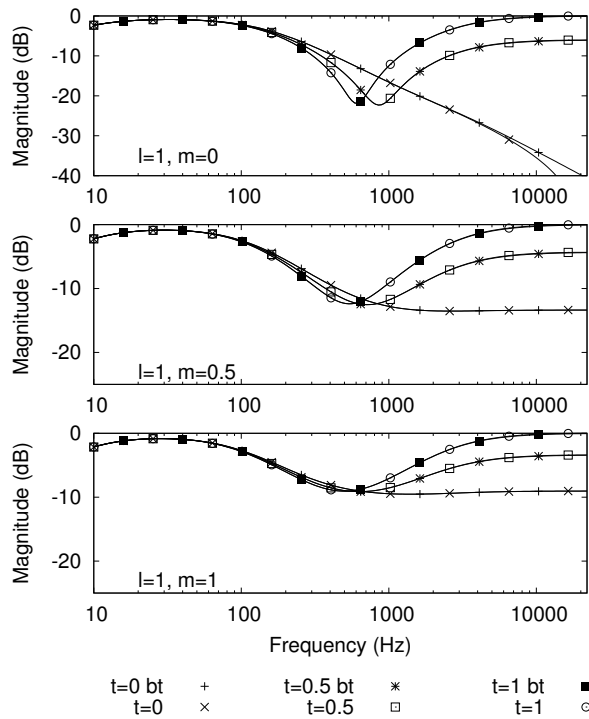 0
-10
-20
-30
-40
Magnitude (dB)
l=1, m=0
10 100 1000 10000
0
-10
-20
Magnitude (dB)
l=1, m=0.5
10 100 1000 10000
0
-10
-20
Magnitude (dB)
l=1, m=1
10 100 1000 10000
Frequency (Hz)
t=0 bt t=0.5 bt t=1 bt
t=0 t=0.5 t=1